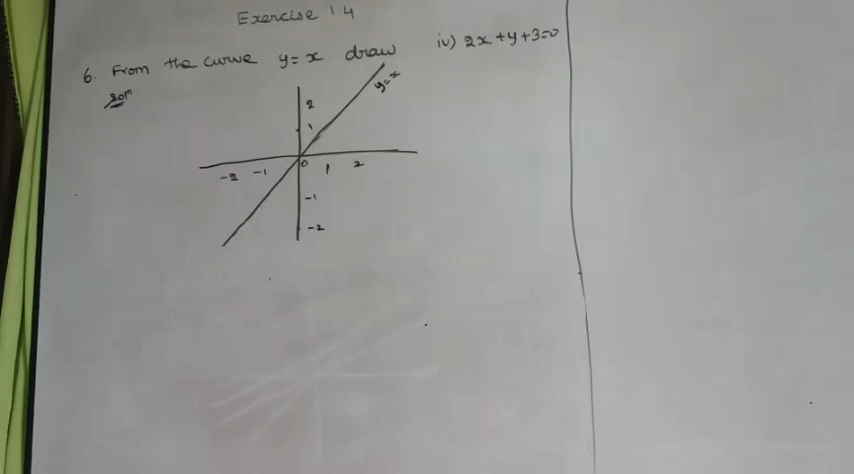 Exercise 1.4
6. From the curve y=x draw iv) 2x+y+3=0
Soln
y=x
2
1
-2 -1 0 1 2
-1
-2